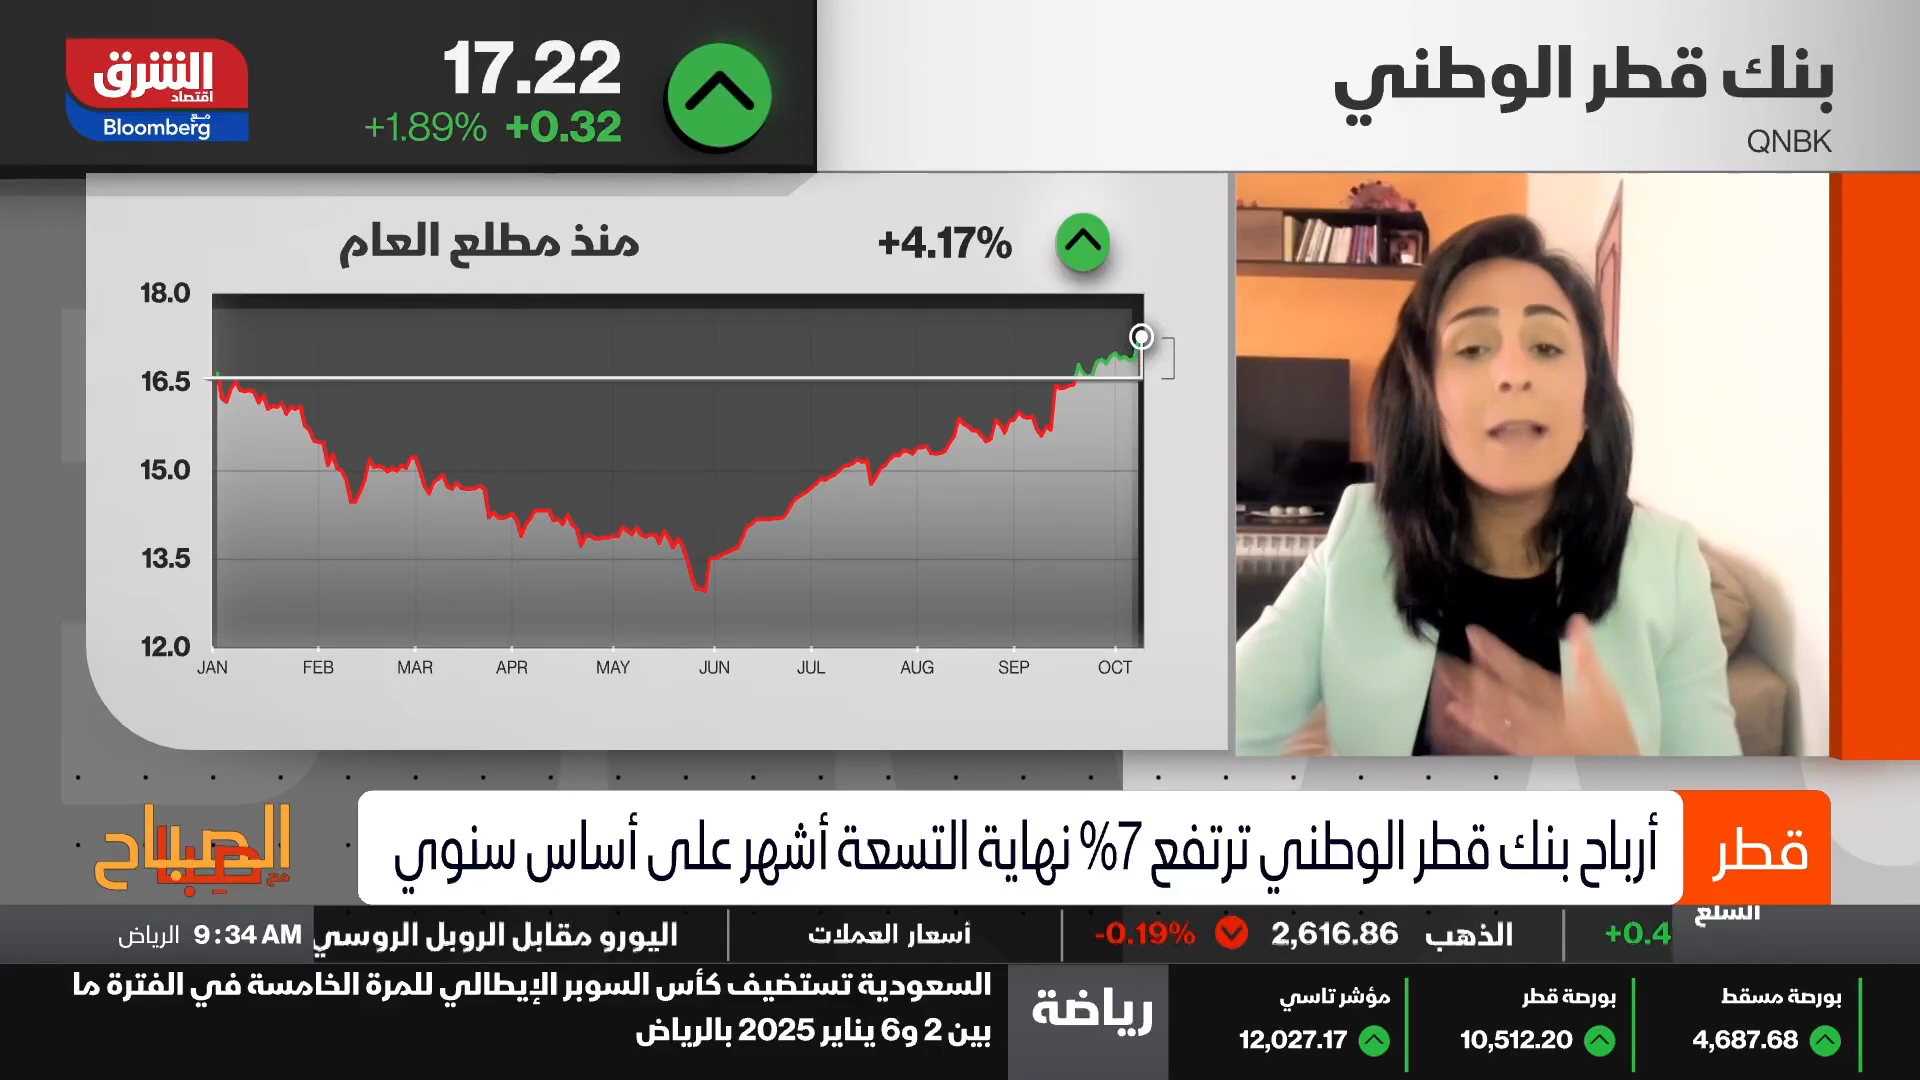 بنك قطر الوطني
QNBK
17.22
+1.89% +0.32
الشرق
اقتصاد
مع
Bloomberg
منذ مطلع العام
+4.17%
18.0
16.5
15.0
13.5
12.0
JAN FEB MAR APR MAY JUN JUL AUG SEP OCT
قطر
أرباح بنك قطر الوطني ترتفع 7% نهاية التسعة أشهر على أساس سنوي
الصباح
مع صبا
السلع
+0.4
الذهب 2,616.86 -0.19%
أسعار العملات
اليورو مقابل الروبل الروسي
9:34 AM الرياض
بورصة مسقط
4,687.68
بورصة قطر
10,512.20
مؤشر تاسي
12,027.17
رياضة
السعودية تستضيف كأس السوبر الإيطالي للمرة الخامسة في الفترة ما
بين 2 و6 يناير 2025 بالرياض